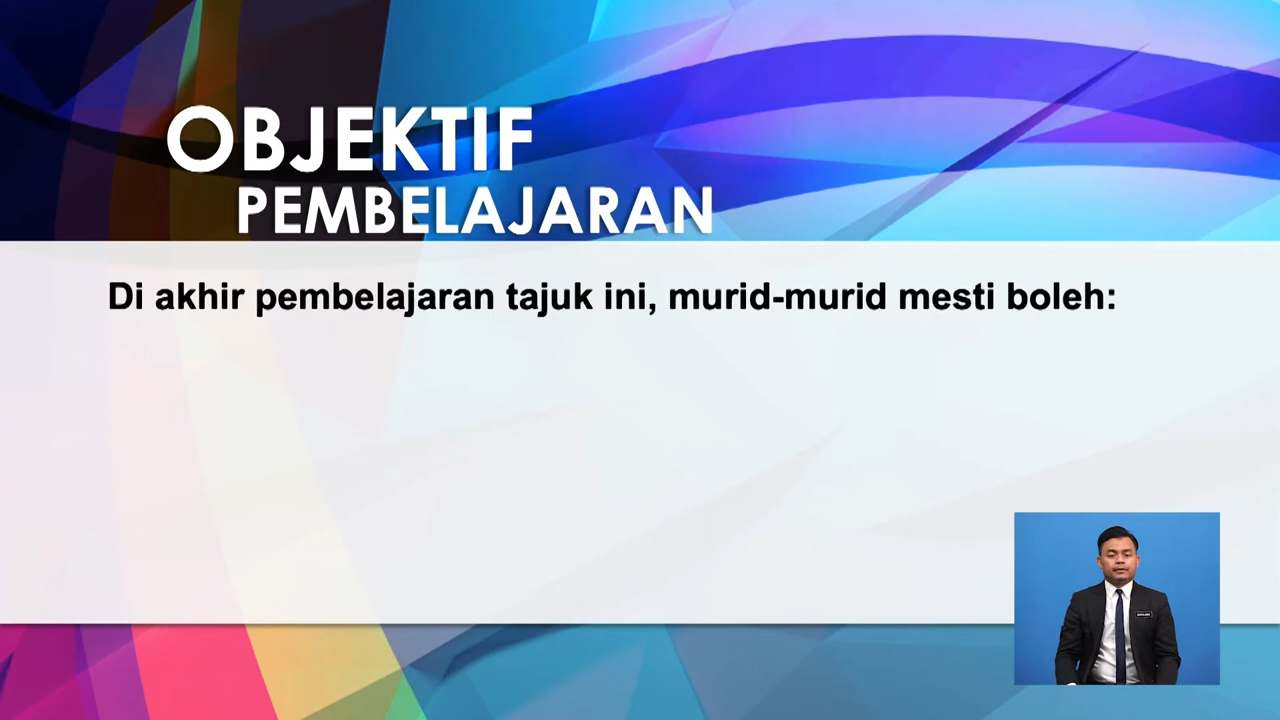 OBJEKTIF
PEMBELAJARAN
Di akhir pembelajaran tajuk ini, murid-murid mesti boleh: